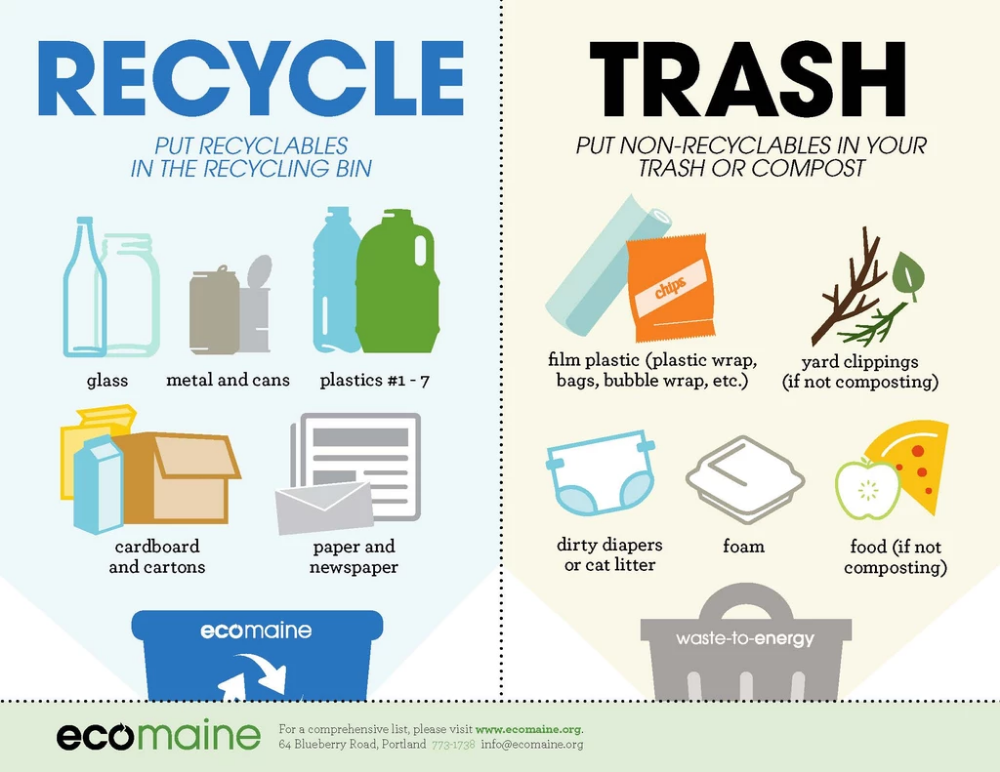 RECYCLE
PUT RECYCLABLES
IN THE RECYCLING BIN
glass
metal and cans
plastics #1 - 7
cardboard
and cartons
paper and
newspaper
ecomaine
TRASH
PUT NON-RECYCLABLES IN YOUR
TRASH OR COMPOST
chips
film plastic (plastic wrap,
bags, bubble wrap, etc.)
yard clippings
(if not composting)
dirty diapers
or cat litter
foam
food (if not
composting)
waste-to-energy
ecomaine
For a comprehensive list, please visit www.ecomaine.org.
64 Blueberry Road, Portland 773-1738 info@ecomaine.org